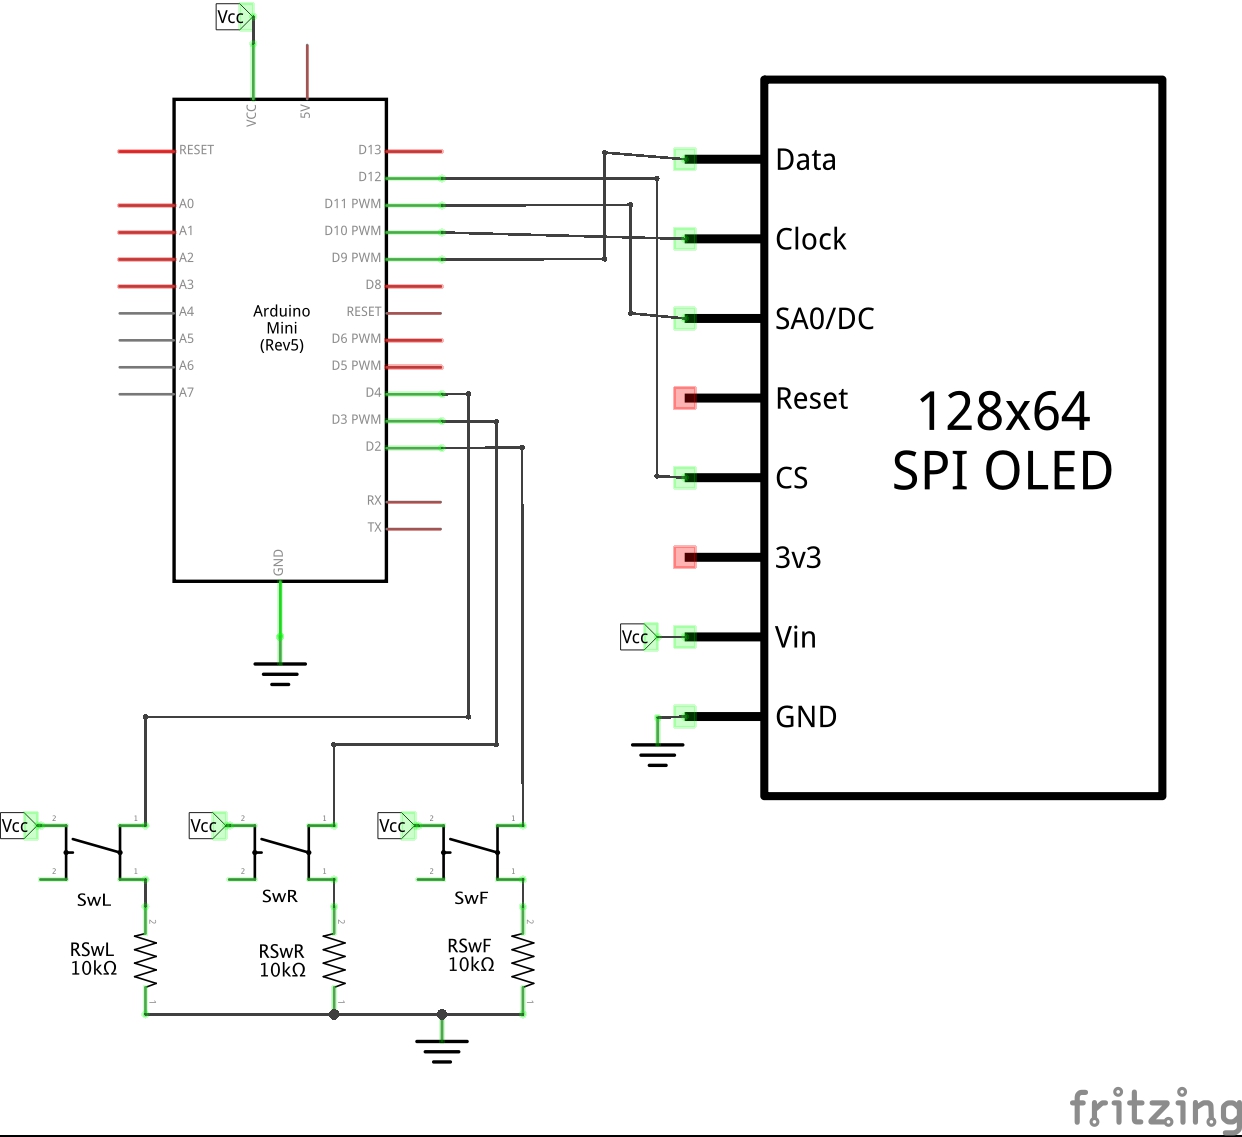 Vcc
VCC
5V
RESET
A0
A1
A2
A3
A4
A5
A6
A7
Arduino
Mini
(Rev5)
D13
D12
D11 PWM
D10 PWM
D9 PWM
D8
RESET
D6 PWM
D5 PWM
D4
D3 PWM
D2
RX
TX
GND
Data
Clock
SA0/DC
Reset
CS
3v3
Vin
GND
128x64
SPI OLED
Vcc
Vcc
2
1
2
1
SwL
2
RSwL
10kΩ
1
Vcc
2
1
2
1
SwR
2
RSwR
10kΩ
1
Vcc
2
1
2
1
SwF
2
RSwF
10kΩ
1
fritzing